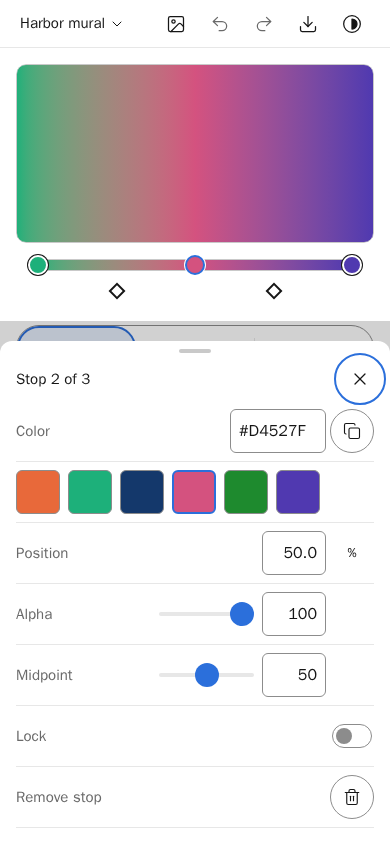 Harbor mural
Stop 2 of 3
Color #D4527F
Position 50.0 %
Alpha 100
Midpoint 50
Lock
Remove stop